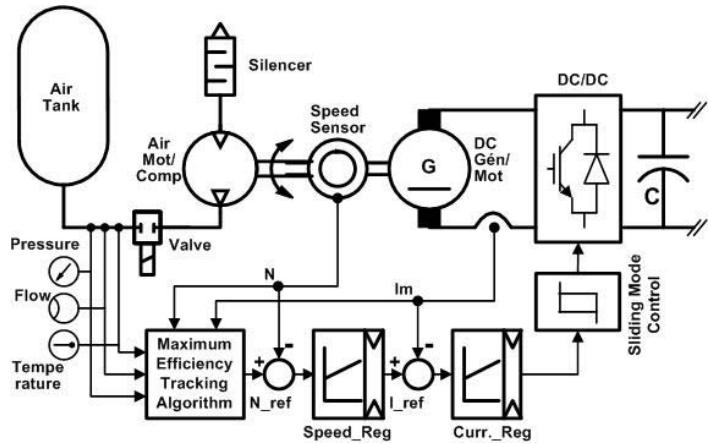 Air
Tank
Silencer
Air
Mot/
Comp
Speed
Sensor
G
DC
Gén/
Mot
DC/DC
C
Pressure
Valve
Flow
Tempe
rature
N
Im
Maximum
Efficiency
Tracking
Algorithm
+
-
N_ref
Speed_Reg
+
-
I_ref
Curr._Reg
Sliding Mode
Control